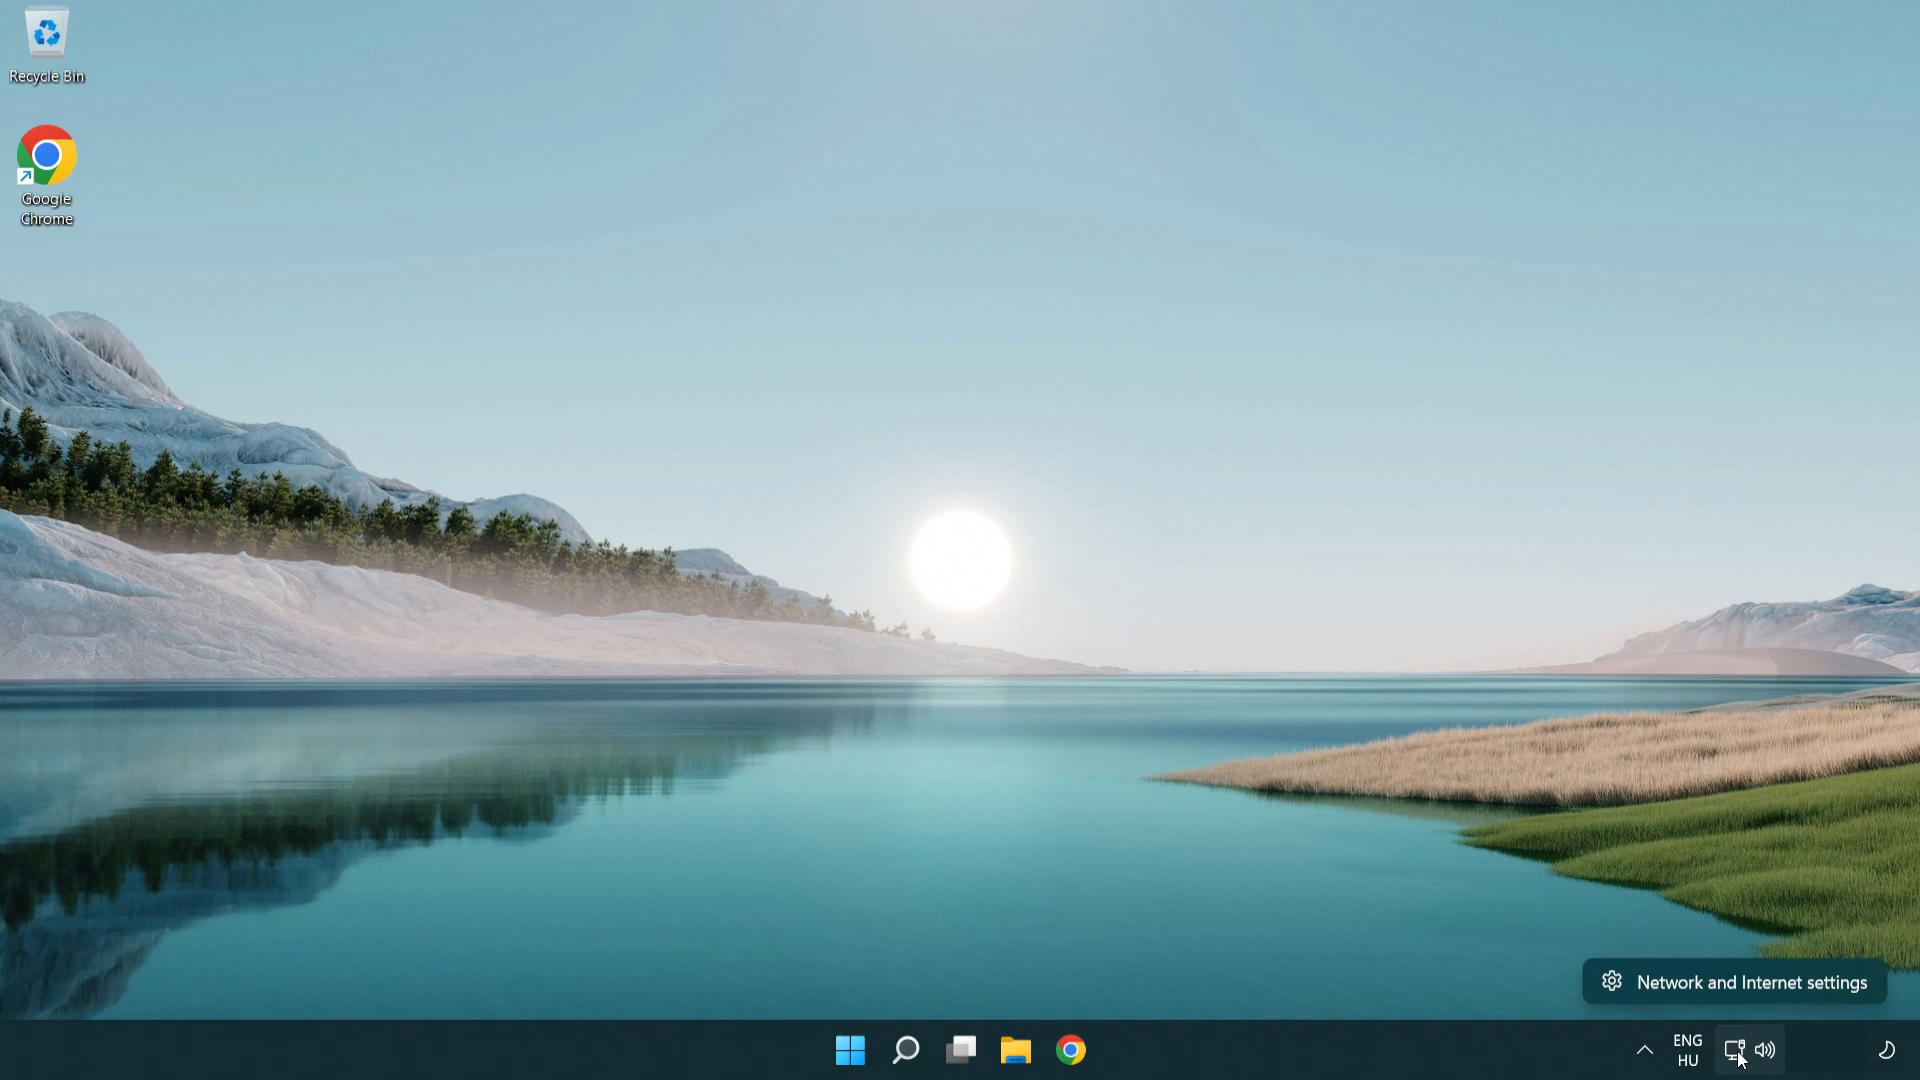 Recycle Bin
Google
Chrome
Network and Internet settings
ENG
HU